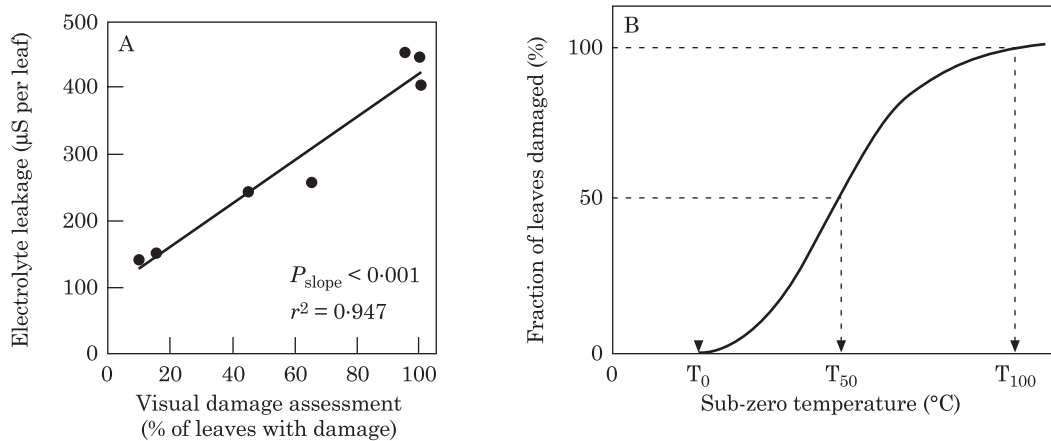 A
500
400
300
200
100
0
Electrolyte leakage (μS per leaf)
P slope < 0·001
r² = 0·947
0 20 40 60 80 100
Visual damage assessment
(% of leaves with damage)
B
100
50
0
Fraction of leaves damaged (%)
0 T0 T50 T100
Sub-zero temperature (°C)